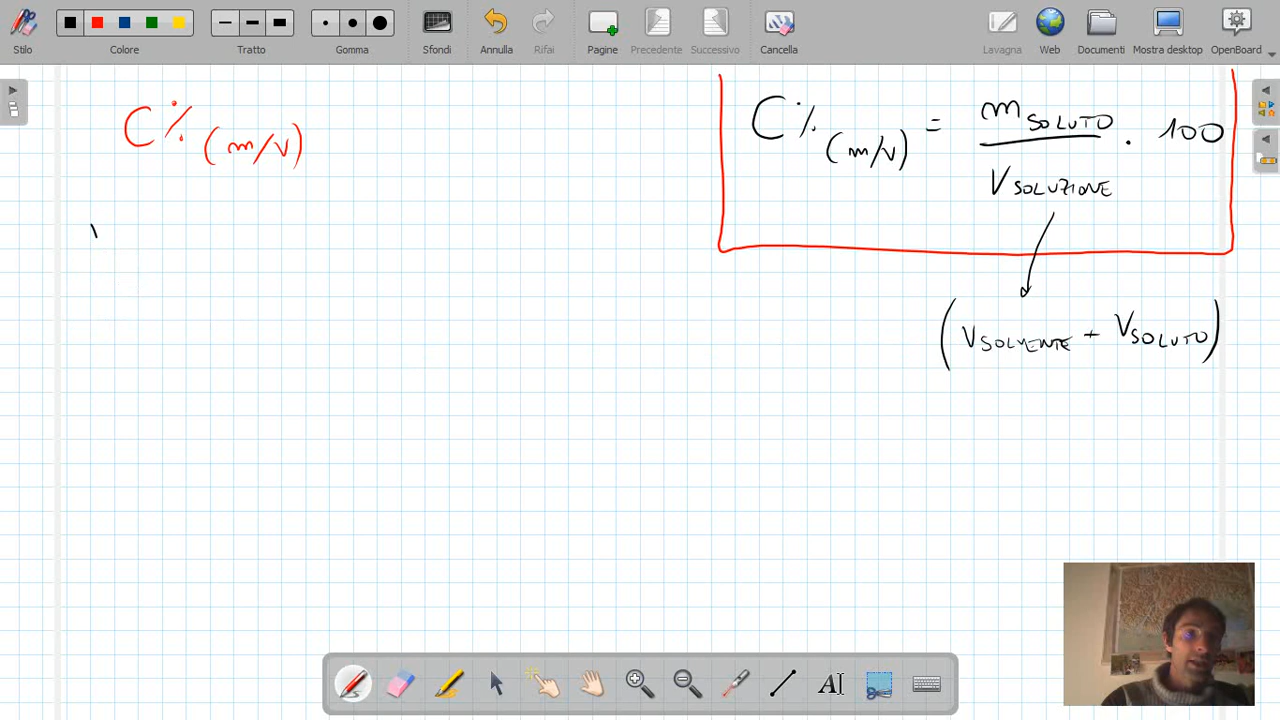 Stilo Colore Tratto Gomma Sfondi Annulla Rifai Pagine Precedente Successivo Cancella Lavagna Web Documenti Mostra desktop OpenBoard
C% (m/V)
C% (m/V) = m SOLUTO / V SOLUZIONE · 100
(V SOLVENTE + V SOLUTO)
AI